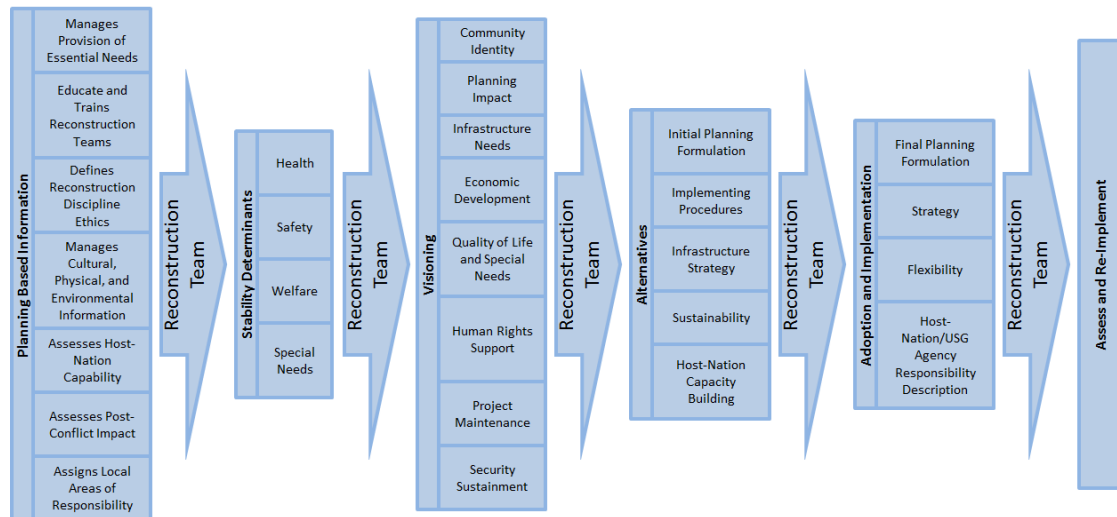 Planning Based Information
Manages
Provision of
Essential Needs
Educate and
Trains
Reconstruction
Teams
Defines
Reconstruction
Discipline
Ethics
Manages
Cultural,
Physical, and
Environmental
Information
Assesses Host-
Nation
Capability
Assesses Post-
Conflict Impact
Assigns Local
Areas of
Responsibility
Reconstruction
Team
Stability Determinants
Health
Safety
Welfare
Special
Needs
Reconstruction
Team
Visioning
Community
Identity
Planning
Impact
Infrastructure
Needs
Economic
Development
Quality of Life
and Special
Needs
Human Rights
Support
Project
Maintenance
Security
Sustainment
Reconstruction
Team
Alternatives
Initial Planning
Formulation
Implementing
Procedures
Infrastructure
Strategy
Sustainability
Host-Nation
Capacity
Building
Reconstruction
Team
Adoption and Implementation
Final Planning
Formulation
Strategy
Flexibility
Host-
Nation/USG
Agency
Responsibility
Description
Reconstruction
Team
Assess and Re-Implement